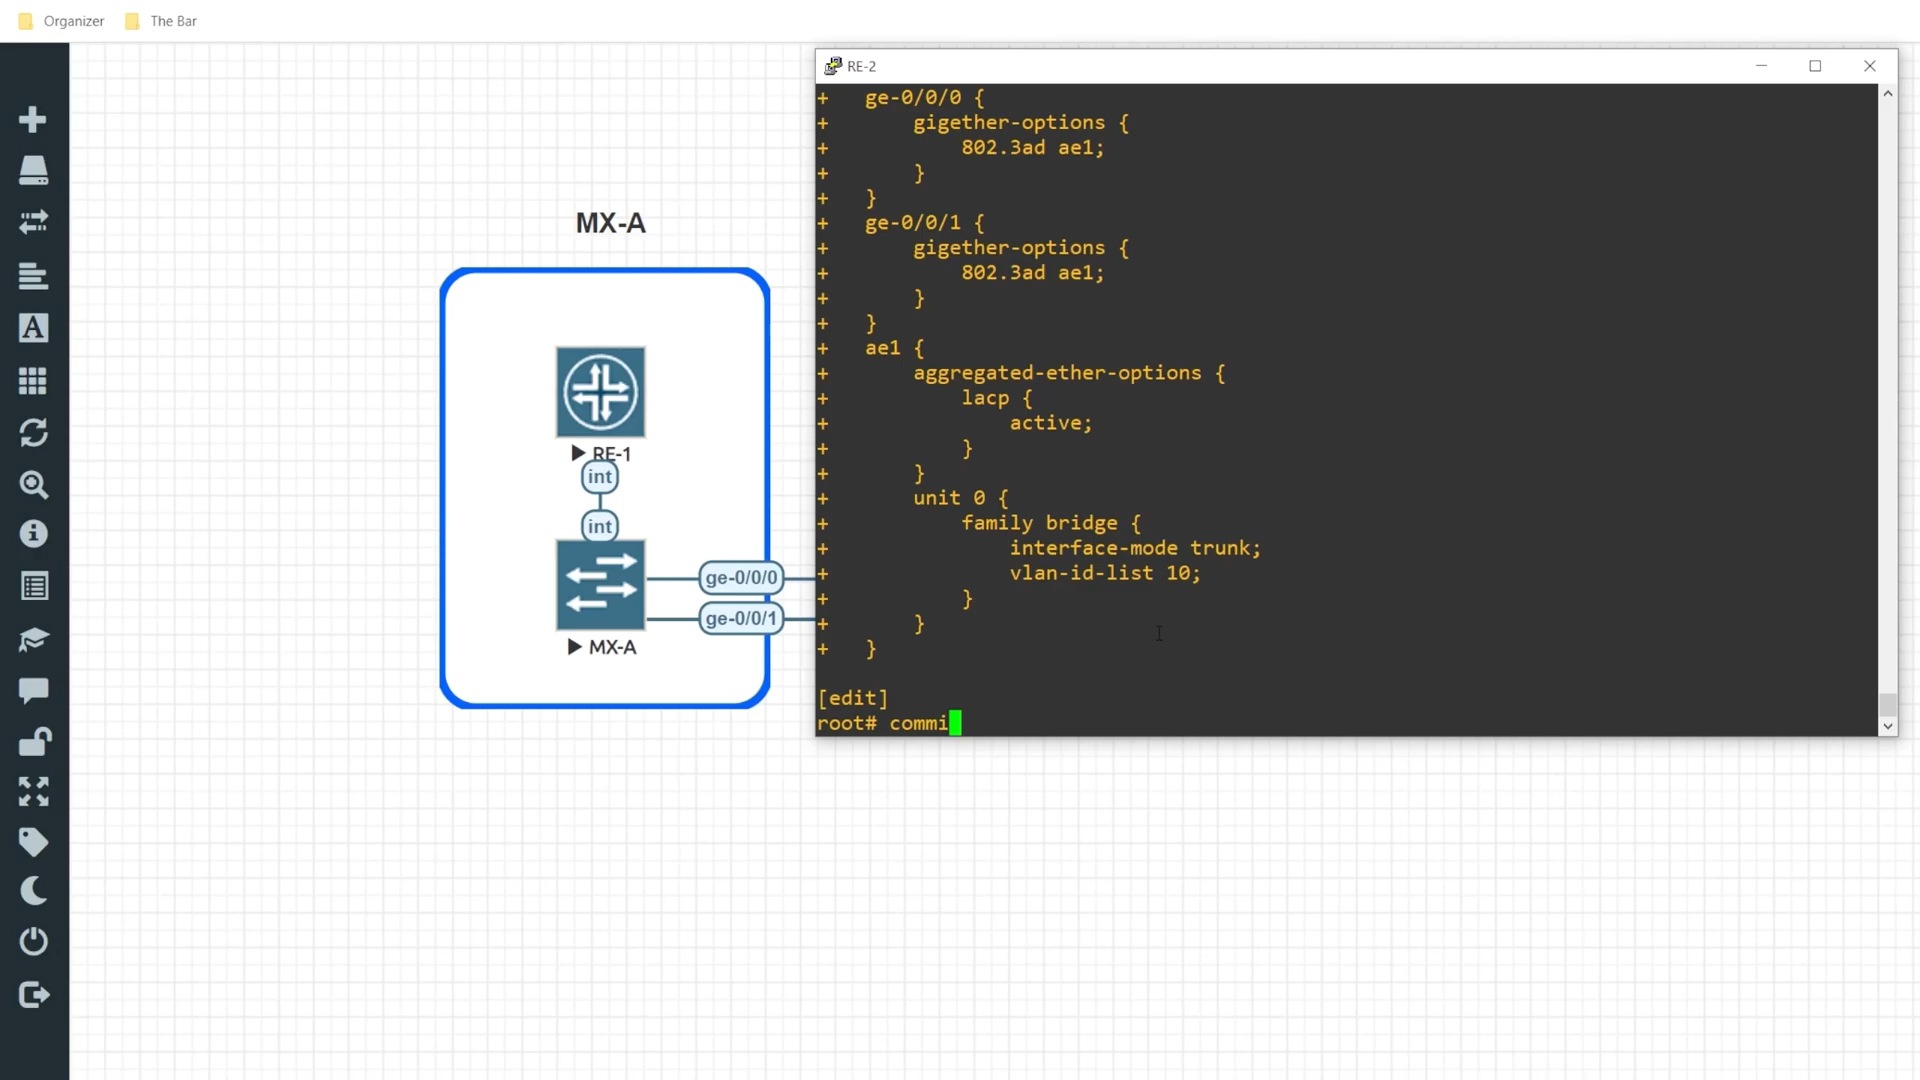 Organizer
The Bar
MX-A
RE-1
int
int
ge-0/0/0
ge-0/0/1
MX-A
RE-2
+   ge-0/0/0 {
+       gigether-options {
+           802.3ad ae1;
+       }
+   }
+   ge-0/0/1 {
+       gigether-options {
+           802.3ad ae1;
+       }
+   }
+   ae1 {
+       aggregated-ether-options {
+           lacp {
+               active;
+           }
+       }
+       unit 0 {
+           family bridge {
+               interface-mode trunk;
+               vlan-id-list 10;
+           }
+       }
+   }
[edit]
root# commi